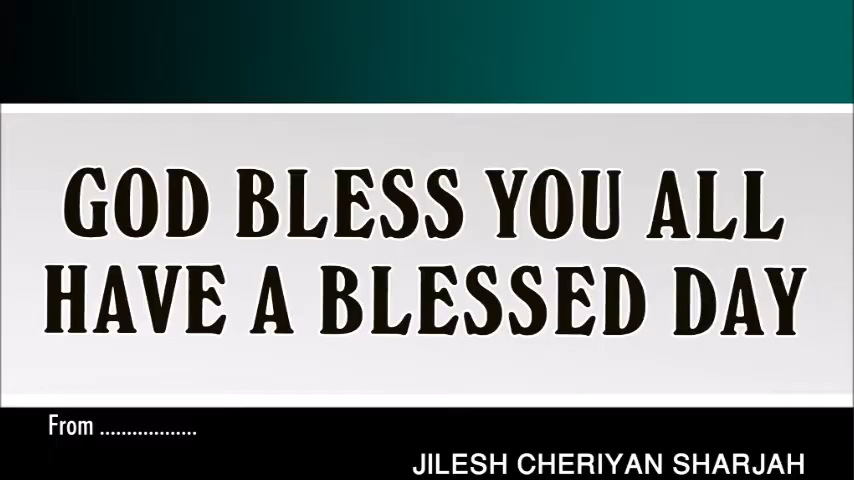 GOD BLESS YOU ALL
HAVE A BLESSED DAY
From ..................
JILESH CHERIYAN SHARJAH